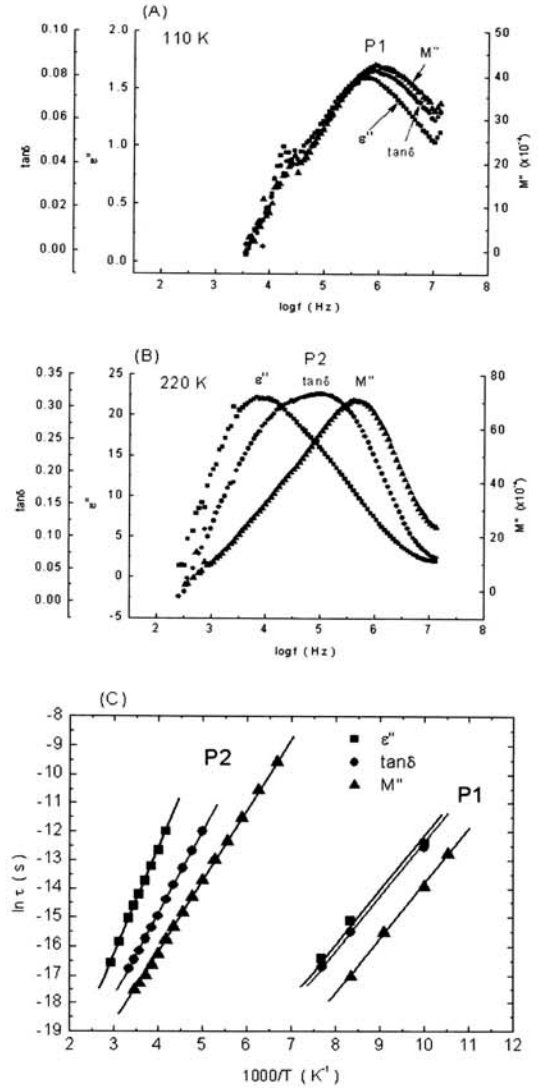 (A)
110 K
P1
M"
ε"
tanδ
0.10
0.08
0.06
0.04
0.02
0.00
tanδ
2.0
1.5
1.0
0.5
0.0
ε"
50
40
30
20
10
0
M" (x10⁻⁴)
2 3 4 5 6 7 8
logf (Hz)
(B)
220 K
P2
ε"
tanδ
M"
0.35
0.30
0.25
0.20
0.15
0.10
0.05
0.00
tanδ
25
20
15
10
5
0
-5
ε"
80
60
40
20
0
M" (x10⁻⁴)
2 3 4 5 6 7 8
logf (Hz)
(C)
P2
P1
ε"
tanδ
M"
-8
-9
-10
-11
-12
-13
-14
-15
-16
-17
-18
-19
ln τ (s)
2 3 4 5 6 7 8 9 10 11 12 13
1000/T (K⁻¹)